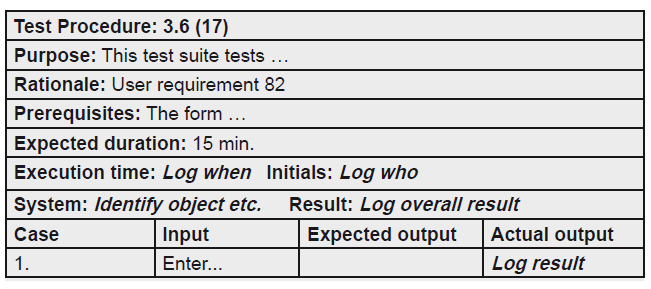 Test Procedure: 3.6 (17)
Purpose: This test suite tests …
Rationale: User requirement 82
Prerequisites: The form …
Expected duration: 15 min.
Execution time: Log when Initials: Log who
System: Identify object etc. Result: Log overall result
Case Input Expected output Actual output
1. Enter... Log result